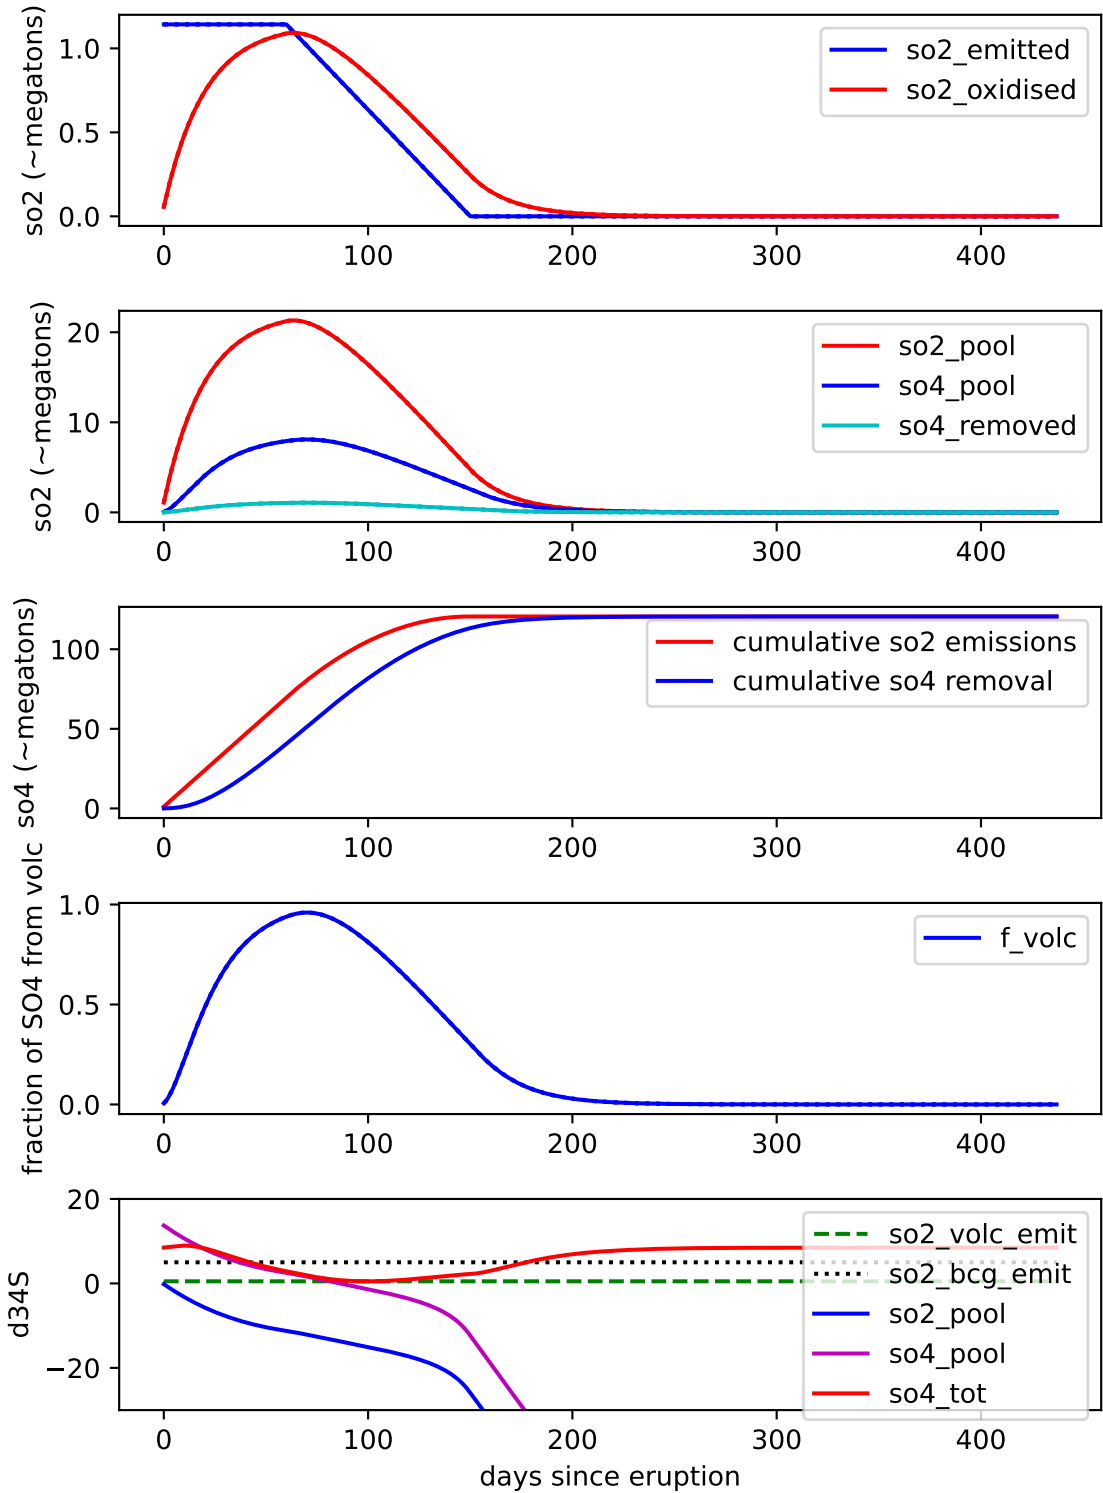 so2 (~megatons)
1.0
0.5
0.0
so2_emitted
so2_oxidised
0 100 200 300 400
so2 (~megatons)
20
10
0
so2_pool
so4_pool
so4_removed
0 100 200 300 400
so4 (~megatons)
100
50
0
cumulative so2 emissions
cumulative so4 removal
0 100 200 300 400
fraction of SO4 from volc
1.0
0.5
0.0
f_volc
0 100 200 300 400
d34S
20
0
−20
so2_volc_emit
so2_bcg_emit
so2_pool
so4_pool
so4_tot
0 100 200 300 400
days since eruption